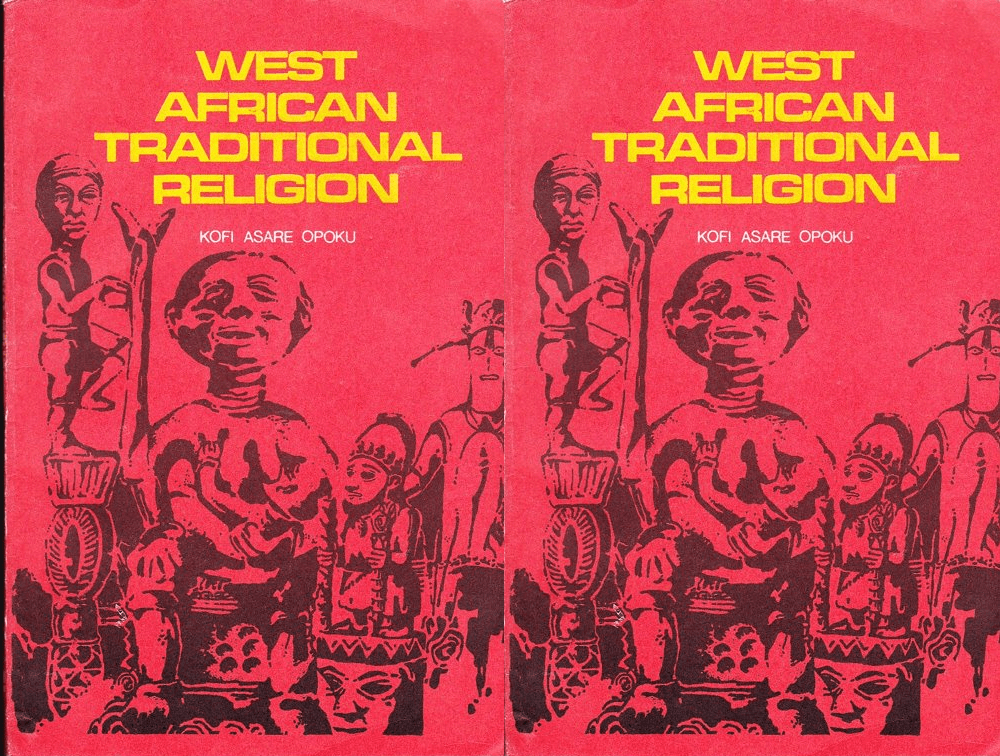 WEST
AFRICAN
TRADITIONAL
RELIGION
KOFI ASARE OPOKU
WEST
AFRICAN
TRADITIONAL
RELIGION
KOFI ASARE OPOKU